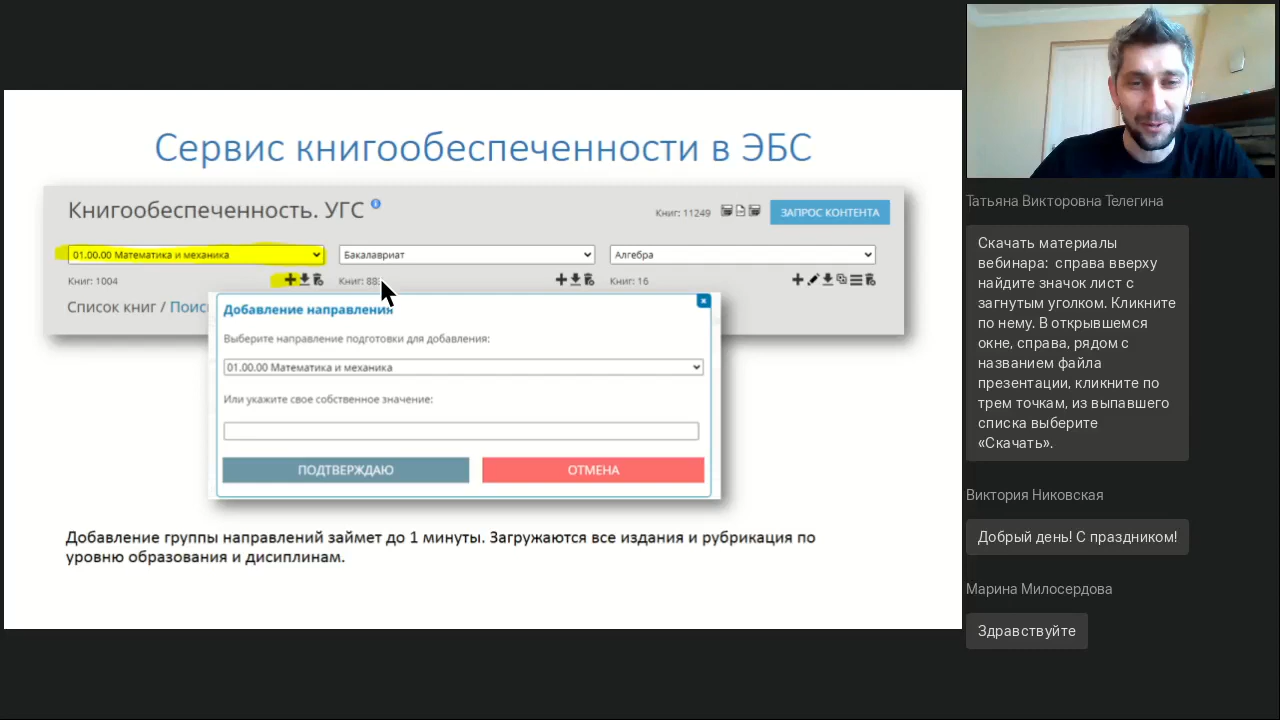 Сервис книгообеспеченности в ЭБС
Книгообеспеченность. УГС
Книг: 11249
ЗАПРОС КОНТЕНТА
01.00.00 Математика и механика
Бакалавриат
Алгебра
Книг: 1004
Книг: 88
Книг: 16
Список книг / Поис
Добавление направления
Выберите направление подготовки для добавления:
01.00.00 Математика и механика
Или укажите свое собственное значение:
ПОДТВЕРЖДАЮ
ОТМЕНА
Добавление группы направлений займет до 1 минуты. Загружаются все издания и рубрикация по
уровню образования и дисциплинам.
Татьяна Викторовна Телегина
Скачать материалы
вебинара: справа вверху
найдите значок лист с
загнутым уголком. Кликните
по нему. В открывшемся
окне, справа, рядом с
названием файла
презентации, кликните по
трем точкам, из выпавшего
списка выберите
«Скачать».
Виктория Никовская
Добрый день! С праздником!
Марина Милосердова
Здравствуйте